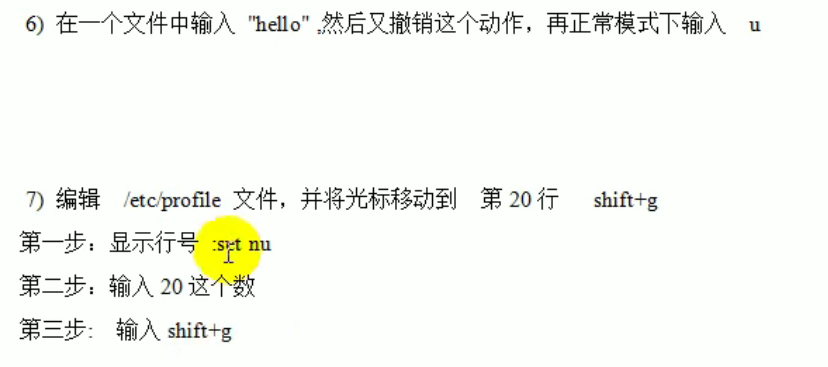 6) 在一个文件中输入 "hello" ,然后又撤销这个动作，再正常模式下输入 u
7) 编辑 /etc/profile 文件，并将光标移动到 第 20 行 shift+g
第一步：显示行号 :set nu
第二步：输入 20 这个数
第三步: 输入 shift+g